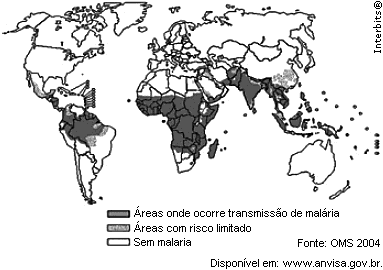 Interbits®
Áreas onde ocorre transmissão de malária
Áreas com risco limitado
Sem malaria
Fonte: OMS 2004
Disponível em: www.anvisa.gov.br.